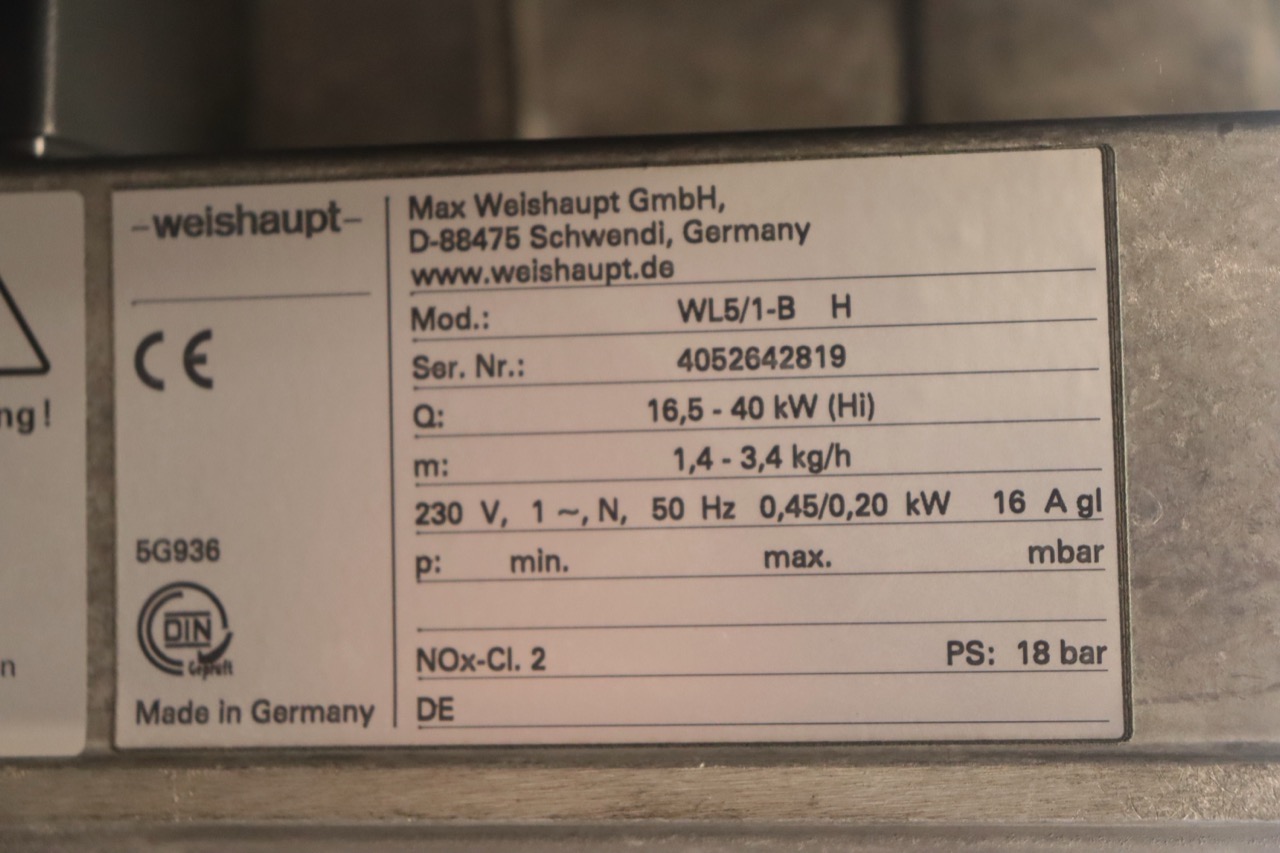 ng!
n
-weishaupt-
CE
5G936
DIN
Geprüft
Made in Germany
Max Weishaupt GmbH,
D-88475 Schwendi, Germany
www.weishaupt.de
Mod.: WL5/1-B H
Ser. Nr.: 4052642819
Q: 16,5 - 40 kW (Hi)
m: 1,4 - 3,4 kg/h
230 V, 1 ~, N, 50 Hz 0,45/0,20 kW 16 A gl
p: min. max. mbar
NOx-Cl. 2 PS: 18 bar
DE